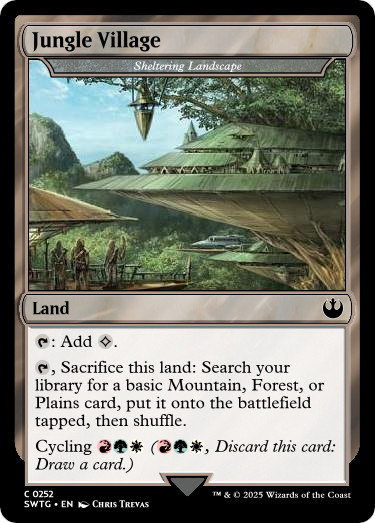 Jungle Village
Sheltering Landscape
Land
: Add .
, Sacrifice this land: Search your
library for a basic Mountain, Forest, or
Plains card, put it onto the battlefield
tapped, then shuffle.
Cycling (, Discard this card:
Draw a card.)
C 0252
SWTG • EN Chris Trevas
™ & © 2025 Wizards of the Coast